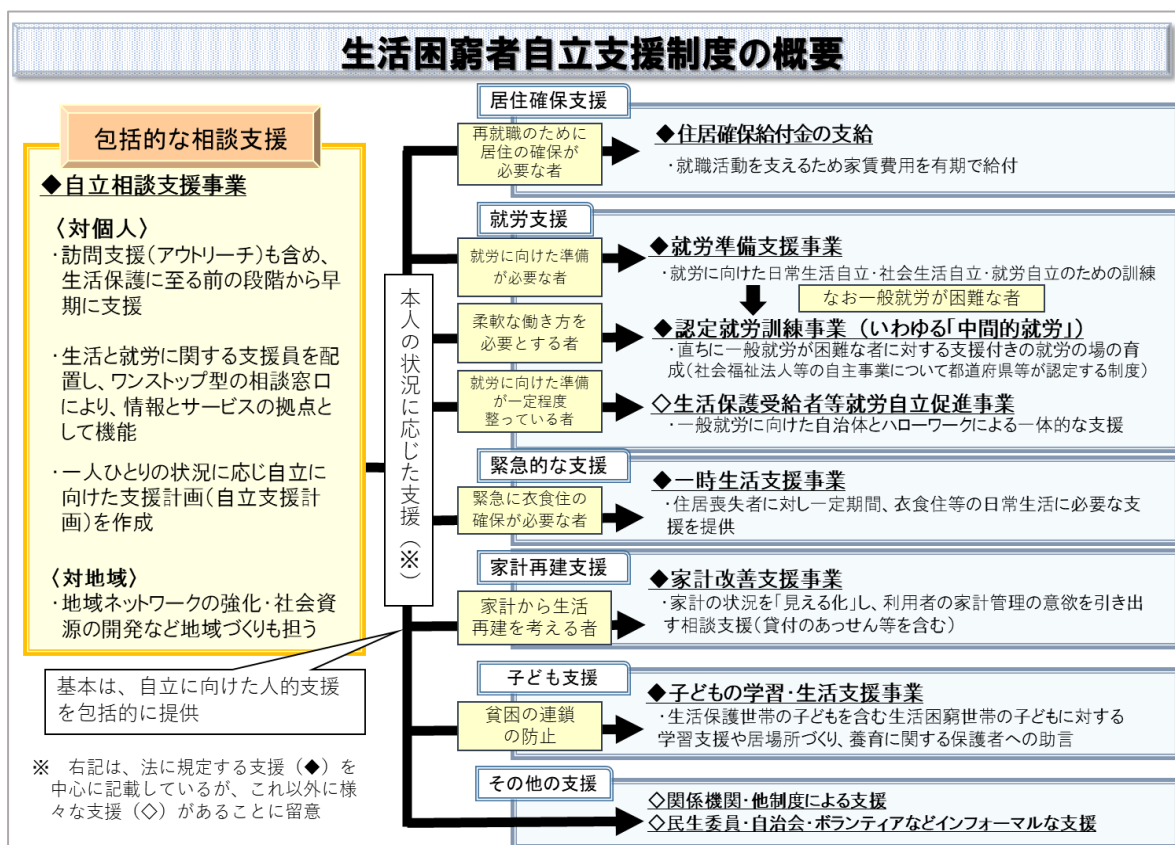 生活困窮者自立支援制度の概要
包括的な相談支援
◆自立相談支援事業
〈対個人〉
・訪問支援(アウトリーチ)も含め、
生活保護に至る前の段階から早
期に支援
・生活と就労に関する支援員を配
置し、ワンストップ型の相談窓口
により、情報とサービスの拠点と
して機能
・一人ひとりの状況に応じ自立に
向けた支援計画(自立支援計
画)を作成
〈対地域〉
・地域ネットワークの強化・社会資
源の開発など地域づくりも担う
基本は、自立に向けた人的支援
を包括的に提供
※　右記は、法に規定する支援（◆）を
中心に記載しているが、これ以外に様
々な支援（◇）があることに留意
本人の状況に応じた支援（※）
居住確保支援
再就職のために
居住の確保が
必要な者
◆住居確保給付金の支給
・就職活動を支えるため家賃費用を有期で給付
就労支援
就労に向けた準備
が必要な者
◆就労準備支援事業
・就労に向けた日常生活自立・社会生活自立・就労自立のための訓練
なお一般就労が困難な者
柔軟な働き方を
必要とする者
◆認定就労訓練事業（いわゆる「中間的就労」）
・直ちに一般就労が困難な者に対する支援付きの就労の場の育
成(社会福祉法人等の自主事業について都道府県等が認定する制度)
就労に向けた準備
が一定程度
整っている者
◇生活保護受給者等就労自立促進事業
・一般就労に向けた自治体とハローワークによる一体的な支援
緊急的な支援
緊急に衣食住の
確保が必要な者
◆一時生活支援事業
・住居喪失者に対し一定期間、衣食住等の日常生活に必要な支
援を提供
家計再建支援
家計から生活
再建を考える者
◆家計改善支援事業
・家計の状況を「見える化」し、利用者の家計管理の意欲を引き出
す相談支援(貸付のあっせん等を含む)
子ども支援
貧困の連鎖
の防止
◆子どもの学習・生活支援事業
・生活保護世帯の子どもを含む生活困窮世帯の子どもに対する
学習支援や居場所づくり、養育に関する保護者への助言
その他の支援
◇関係機関・他制度による支援
◇民生委員・自治会・ボランティアなどインフォーマルな支援